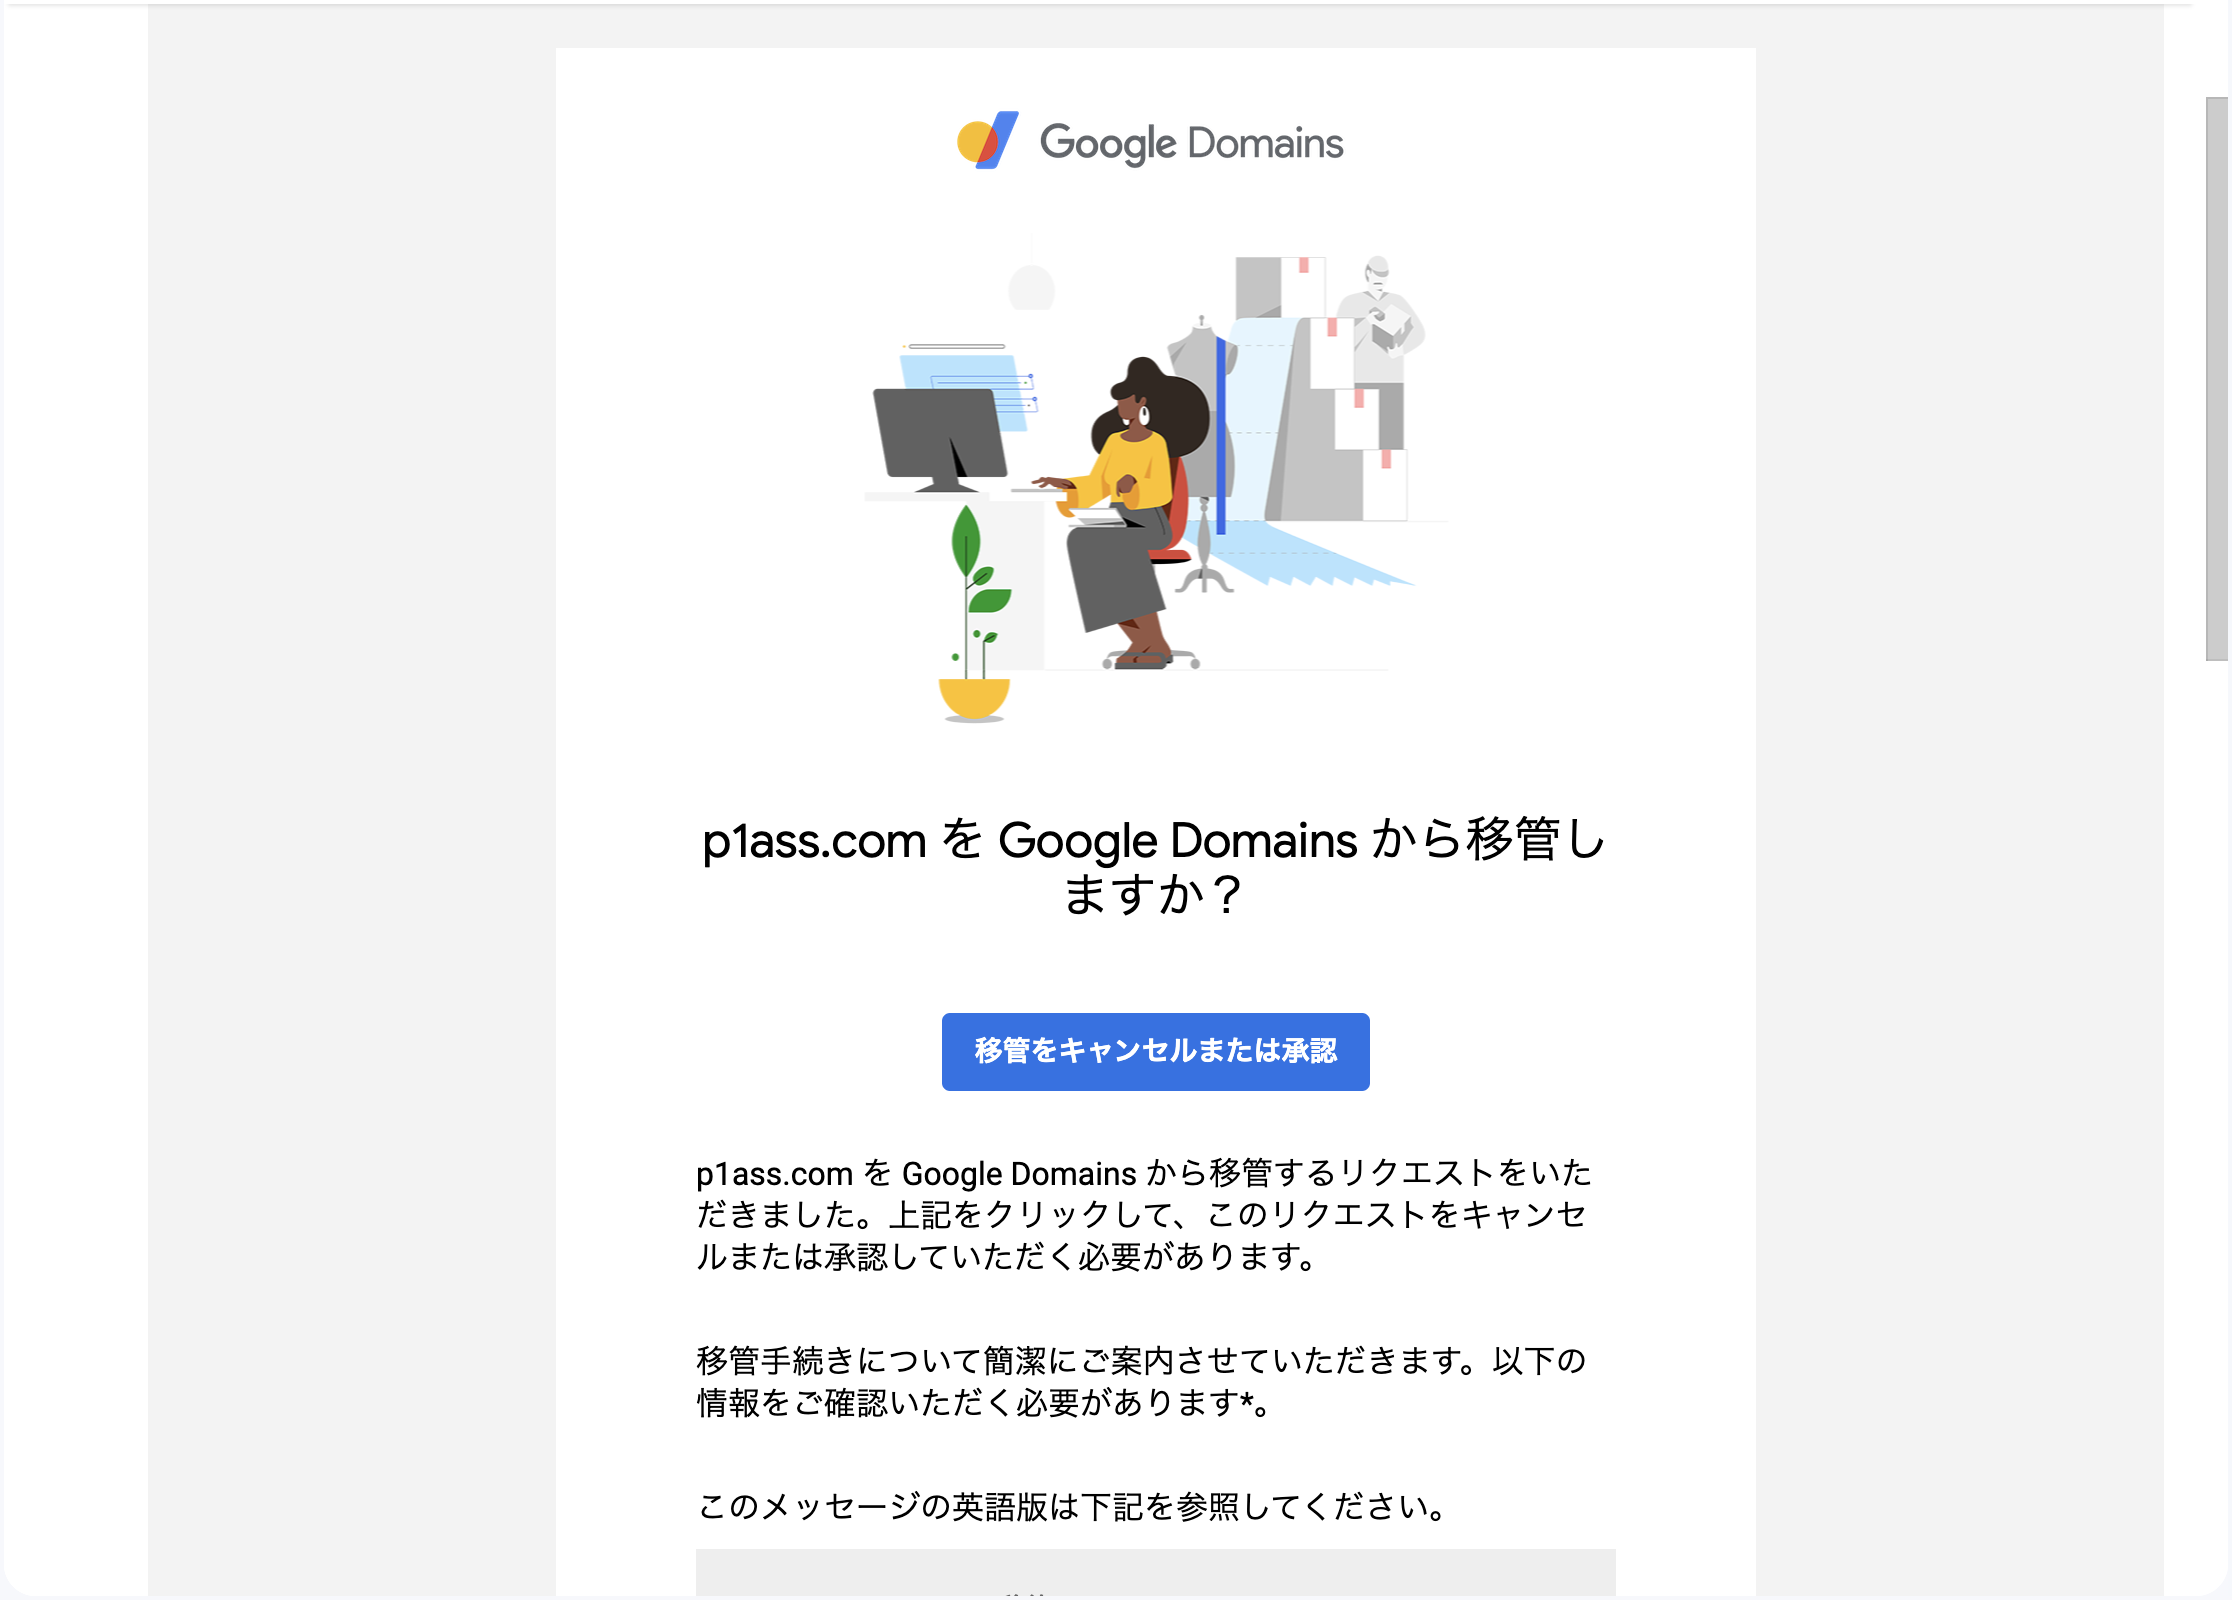 Google Domains
p1ass.com を Google Domains から移管し
ますか？
移管をキャンセルまたは承認
p1ass.com を Google Domains から移管するリクエストをいた
だきました。上記をクリックして、このリクエストをキャンセ
ルまたは承認していただく必要があります。
移管手続きについて簡潔にご案内させていただきます。以下の
情報をご確認いただく必要があります*。
このメッセージの英語版は下記を参照してください。